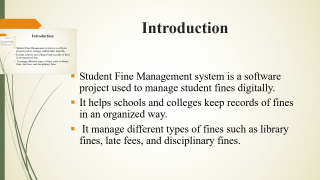 Introduction
Student Fine Management system is a software
project used to manage student fines digitally.
It helps schools and colleges keep records of fines
in an organized way.
It manage different types of fines such as library
fines, late fees, and disciplinary fines.
Introduction